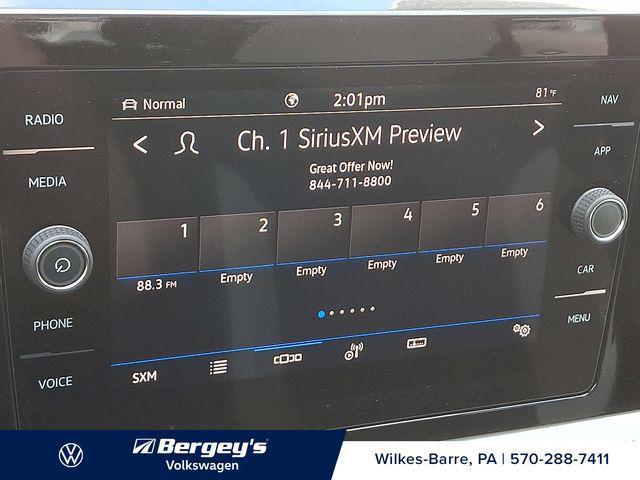 RADIO
MEDIA
PHONE
VOICE
Normal
2:01pm
81°F
Ch. 1 SiriusXM Preview
Great Offer Now!
844-711-8800
1 2 3 4 5 6
88.3 FM Empty Empty Empty Empty Empty
SXM
NAV
APP
CAR
MENU
Bergey's
Volkswagen
Wilkes-Barre, PA | 570-288-7411